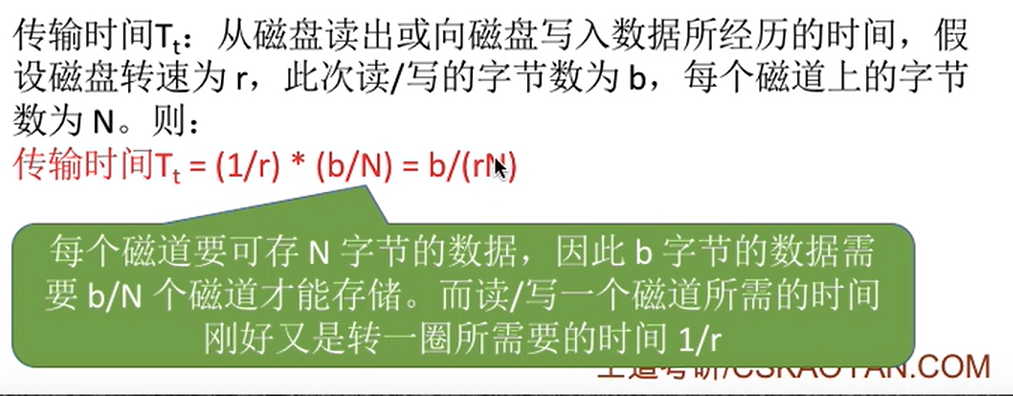 传输时间Tt：从磁盘读出或向磁盘写入数据所经历的时间，假
设磁盘转速为 r，此次读/写的字节数为 b，每个磁道上的字节
数为 N。则：
传输时间Tt = (1/r) * (b/N) = b/(rN)
每个磁道要可存 N 字节的数据，因此 b 字节的数据需
要 b/N 个磁道才能存储。而读/写一个磁道所需的时间
刚好又是转一圈所需要的时间 1/r
王道考研/CSKAOYAN.COM